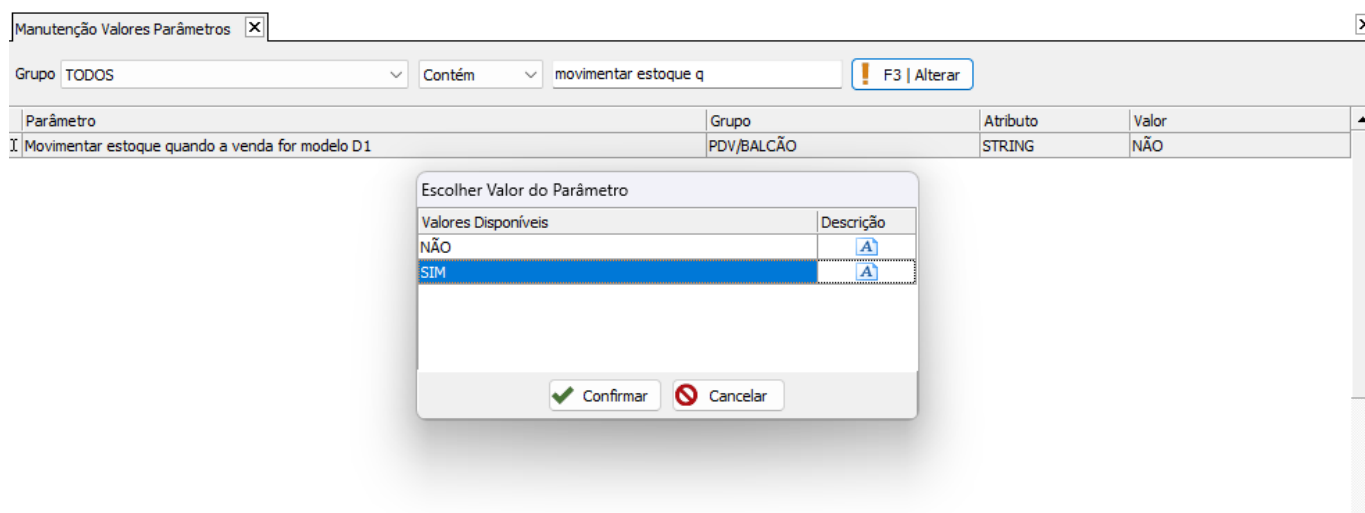 Manutenção Valores Parâmetros
Grupo TODOS Contém movimentar estoque q F3 | Alterar
Parâmetro Grupo Atributo Valor
Movimentar estoque quando a venda for modelo D1 PDV/BALCÃO STRING NÃO
Escolher Valor do Parâmetro
Valores Disponíveis Descrição
NÃO A
SIM A
Confirmar Cancelar